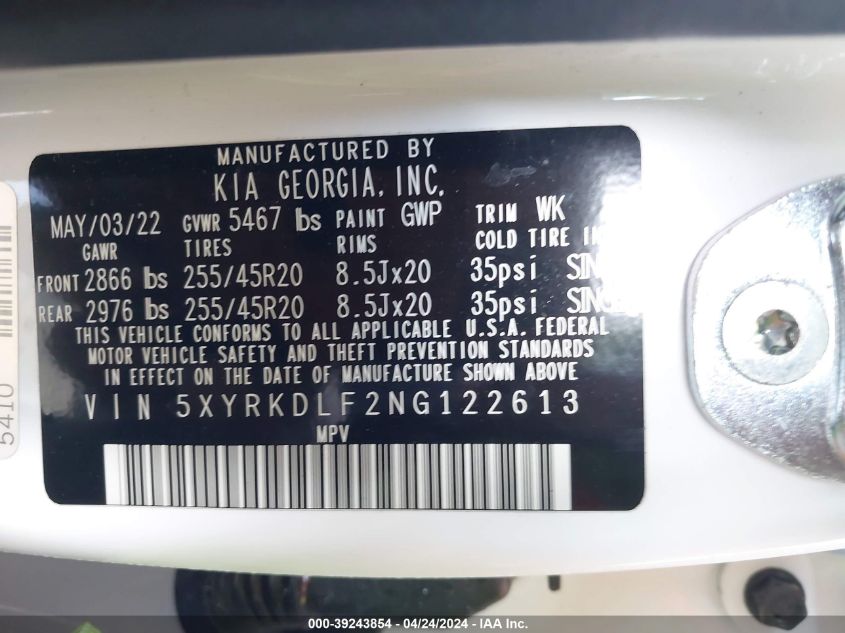 MANUFACTURED BY
KIA GEORGIA, INC.
MAY/03/22 GVWR 5467 lbs PAINT GWP TRIM WK
GAWR TIRES RIMS COLD TIRE
FRONT 2866 lbs 255/45R20 8.5Jx20 35psi
REAR 2976 lbs 255/45R20 8.5Jx20 35psi
THIS VEHICLE CONFORMS TO ALL APPLICABLE U.S.A. FEDERAL
MOTOR VEHICLE SAFETY AND THEFT PREVENTION STANDARDS
IN EFFECT ON THE DATE OF MANUFACTURE SHOWN ABOVE
VIN 5XYRKDLF2NG122613
MPV
5410
000-39243854 / 04/24/2024 / IAA, Inc.